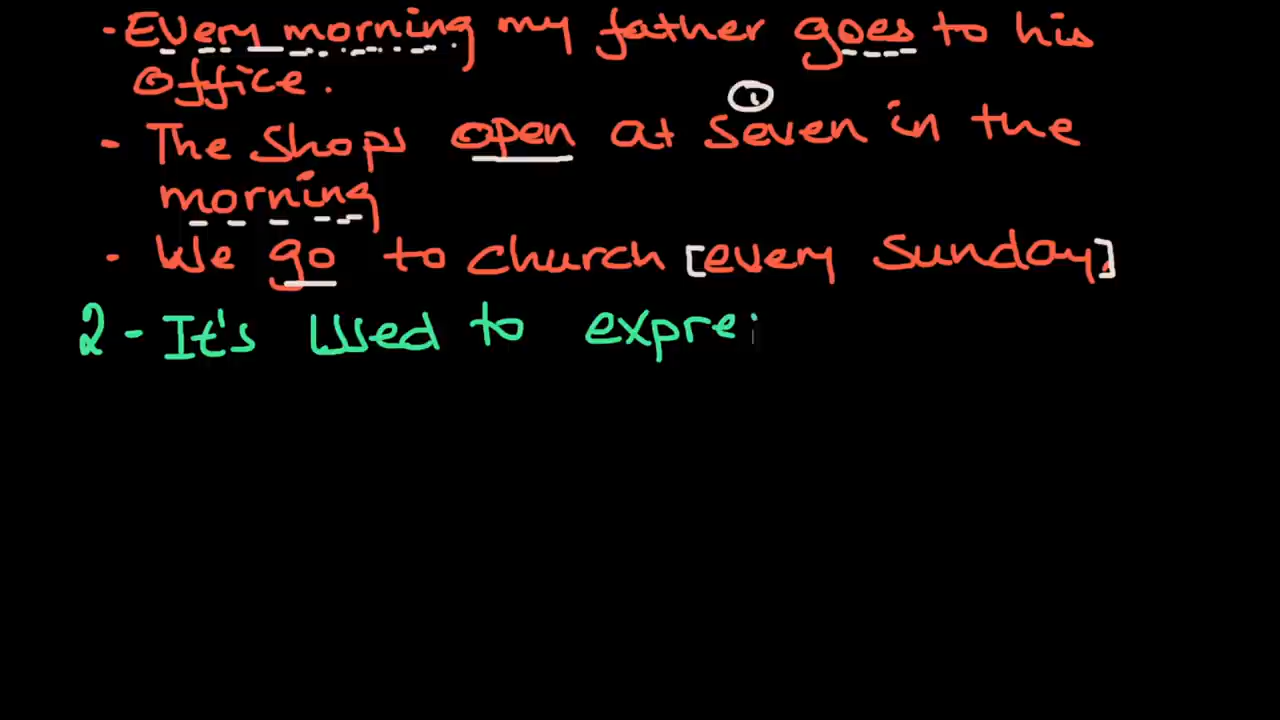 - Every morning my father goes to his
office.
①
- The shops open at seven in the
morning
- We go to church [every Sunday]
2 - It's used to expre